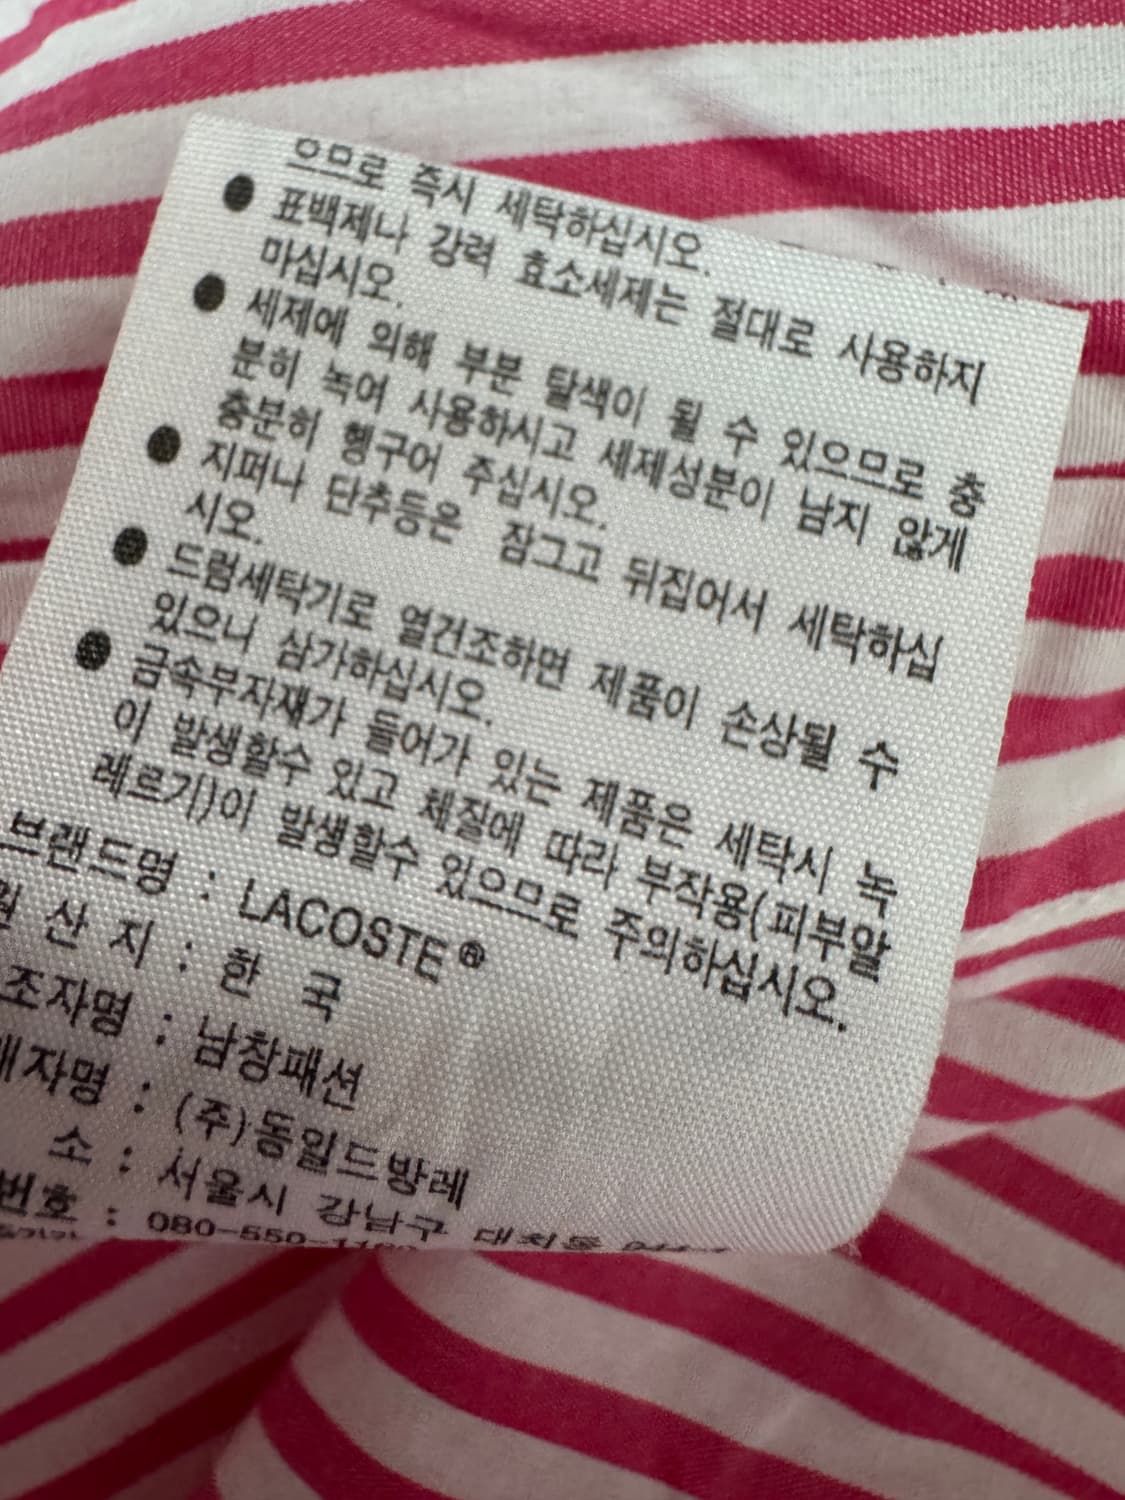 으므로 즉시 세탁하십시오.
● 표백제나 강력 효소세제는 절대로 사용하지
마십시오.
● 세제에 의해 부분 탈색이 될 수 있으므로 충
분히 녹여 사용하시고 세제성분이 남지 않게
충분히 헹구어 주십시오.
● 지퍼나 단추등은 잠그고 뒤집어서 세탁하십
시오.
● 드럼세탁기로 열건조하면 제품이 손상될 수
있으니 삼가하십시오.
● 금속부자재가 들어가 있는 제품은 세탁시 녹
이 발생할수 있고 체질에 따라 부작용(피부알
레르기)이 발생할수 있으므로 주의하십시오.
브랜드명 : LACOSTE®
원 산 지 : 한 국
조자명 : 남창패션
매자명 : (주)동일드방레
소 : 서울시 강남구 대치동
번호 : 080-550-